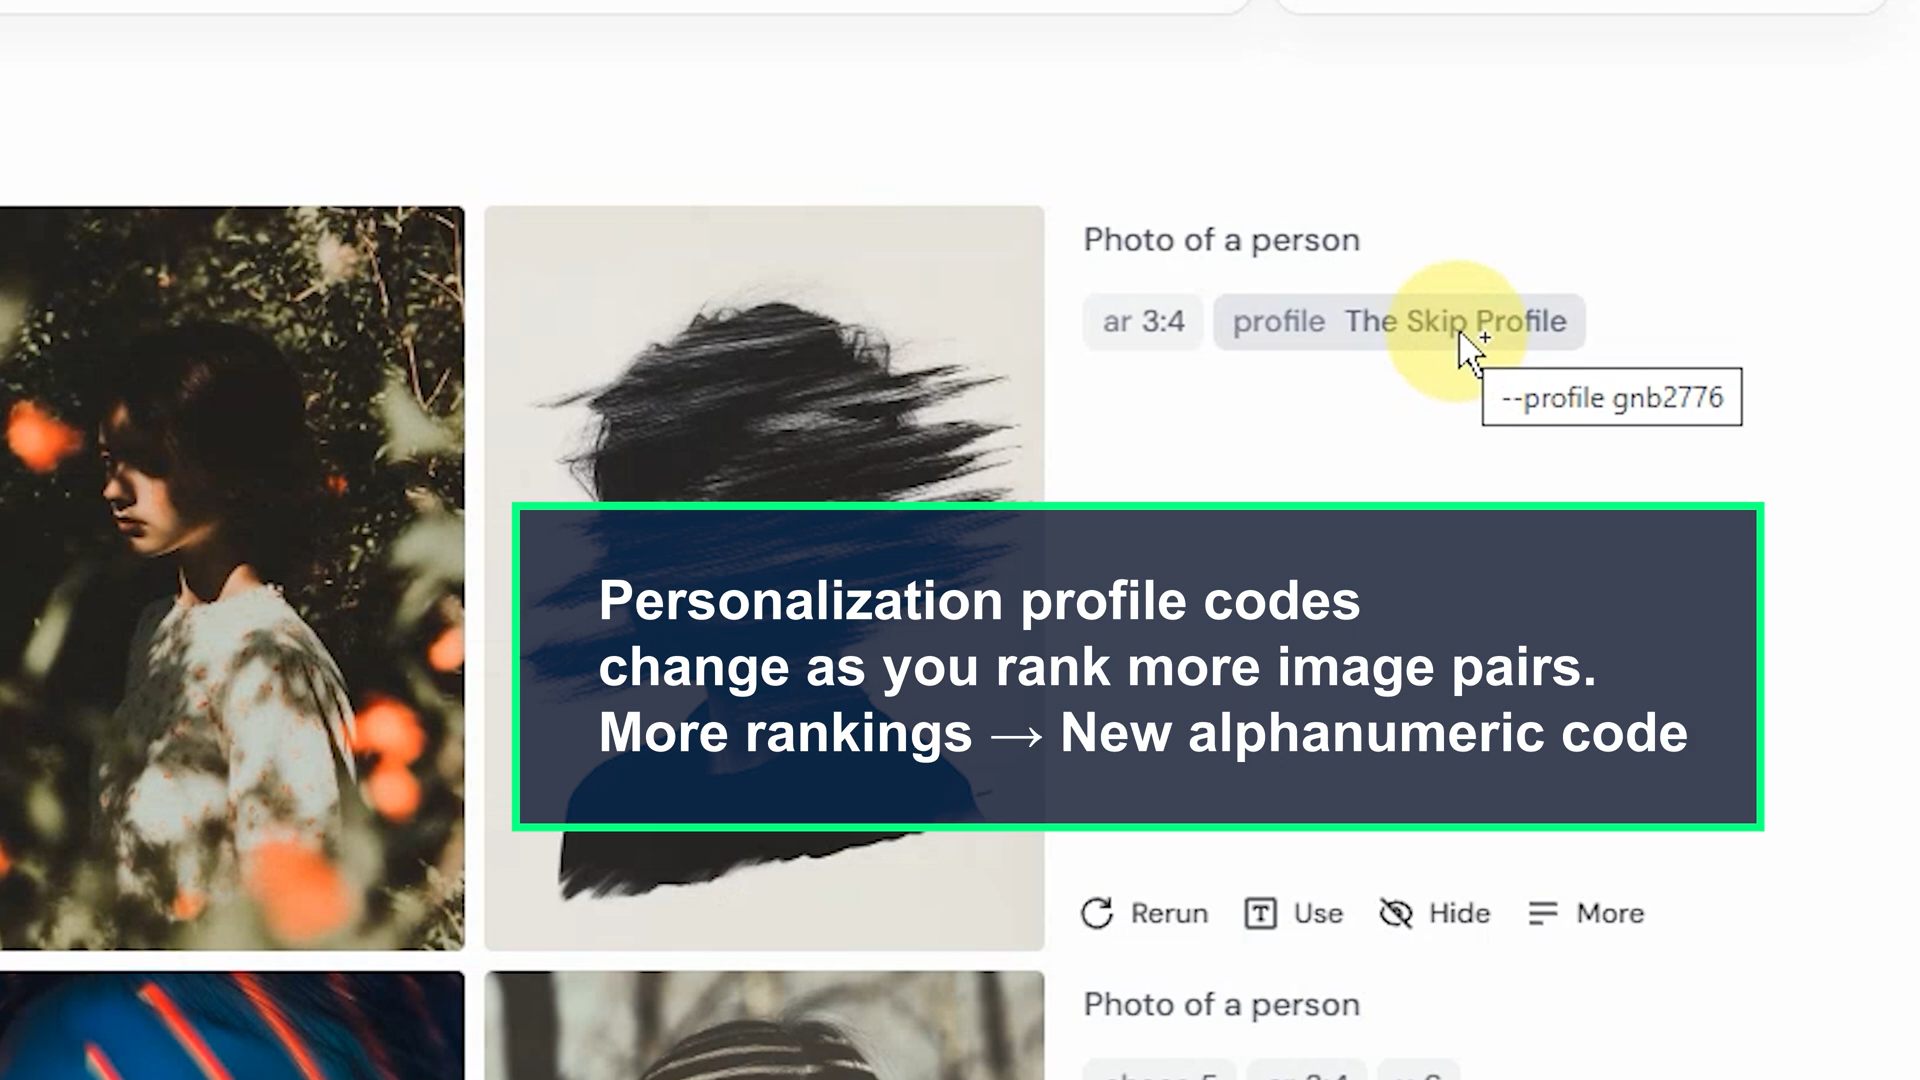 Photo of a person
ar 3:4 profile The Skip Profile
--profile gnb2776
Personalization profile codes
change as you rank more image pairs.
More rankings → New alphanumeric code
Rerun Use Hide More
Photo of a person